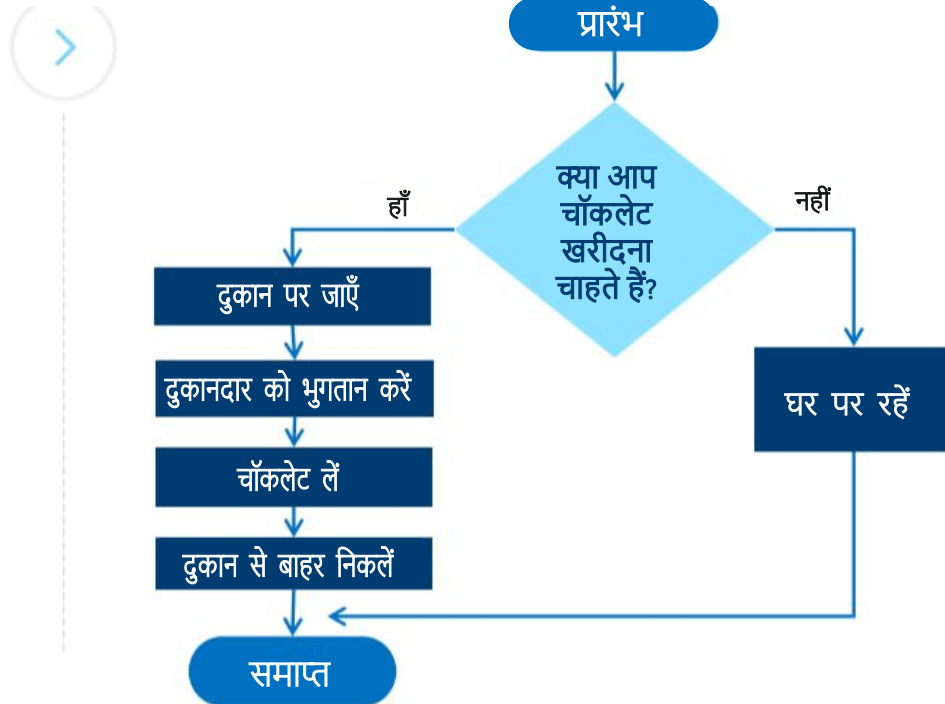 प्रारंभ
क्या आप
चॉकलेट
खरीदना
चाहते हैं?
हाँ
नहीं
दुकान पर जाएँ
दुकानदार को भुगतान करें
चॉकलेट लें
दुकान से बाहर निकलें
घर पर रहें
समाप्त